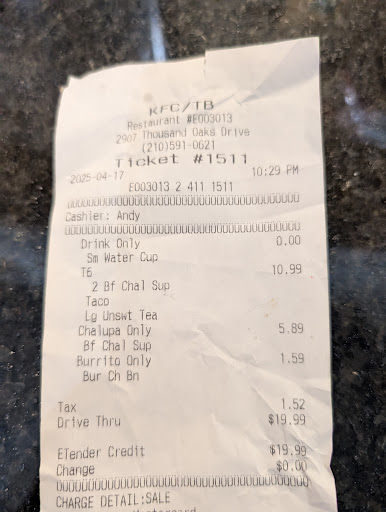 KFC/TB
Restaurant #E003013
2907 Thousand Oaks Drive
(210)591-0621
Ticket #1511
2025-04-17 10:29 PM
E003013 2 411 1511
Cashier: Andy
Drink Only 0.00
Sm Water Cup
T6 10.99
2 Bf Chal Sup
Taco
Lg Unswt Tea
Chalupa Only 5.89
Bf Chal Sup
Burrito Only 1.59
Bur Ch Bn
Tax 1.52
Drive Thru $19.99
ETender Credit $19.99
Change $0.00
CHARGE DETAIL:SALE